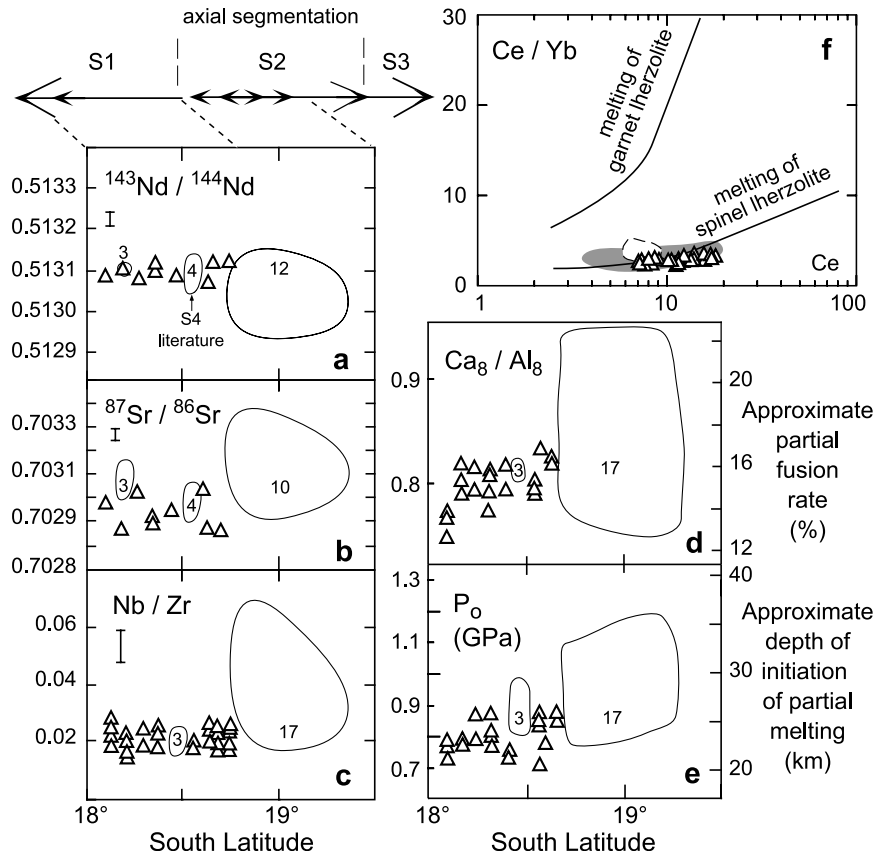 axial segmentation
S1
S2
S3
0.5133
0.5132
0.5131
0.5130
0.5129
¹⁴³Nd / ¹⁴⁴Nd
3
4
12
S4
literature
a
0.7033
0.7031
0.7029
0.7028
⁸⁷Sr / ⁸⁶Sr
3
4
10
b
0.06
0.04
0.02
Nb / Zr
3
17
c
18°
19°
South Latitude
30
20
10
0
Ce / Yb
f
melting of
garnet lherzolite
melting of
spinel lherzolite
Ce
1
10
100
0.9
0.8
Ca₈ / Al₈
3
17
d
22
20
16
12
Approximate
partial
fusion
rate
(%)
1.3
1.1
0.9
0.8
0.7
Pₒ
(GPa)
3
17
e
40
30
20
Approximate
depth of
initiation
of partial
melting
(km)
18°
19°
South Latitude